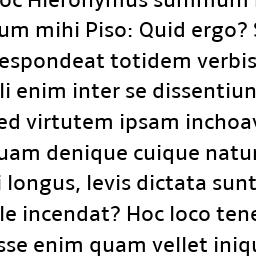 oc Hieronymus summum
um mihi Piso: Quid ergo? S
espondeat totidem verbis
li enim inter se dissentiun
ed virtutem ipsam inchoav
uam denique cuique natur
i longus, levis dictata sunt
le incendat? Hoc loco tene
sse enim quam vellet iniqu